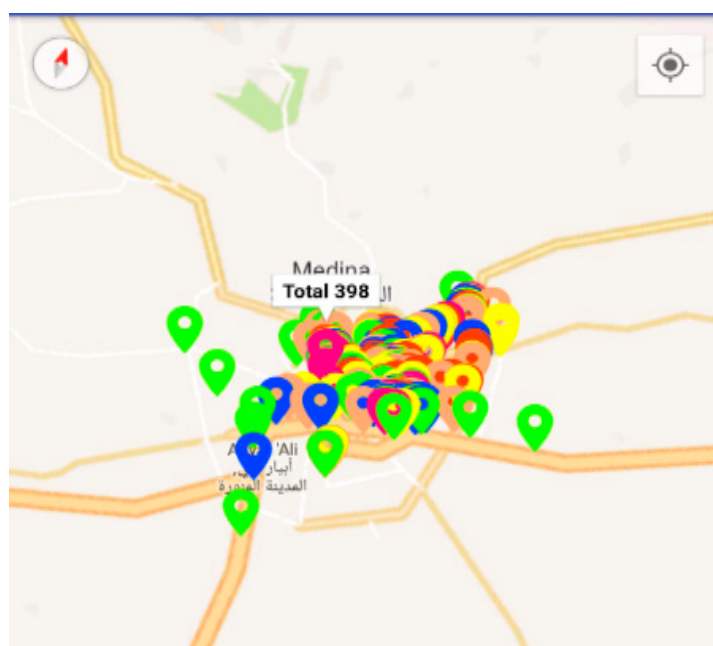 Medina
Total 398
'Ali
أبيار
المدينة المنورة